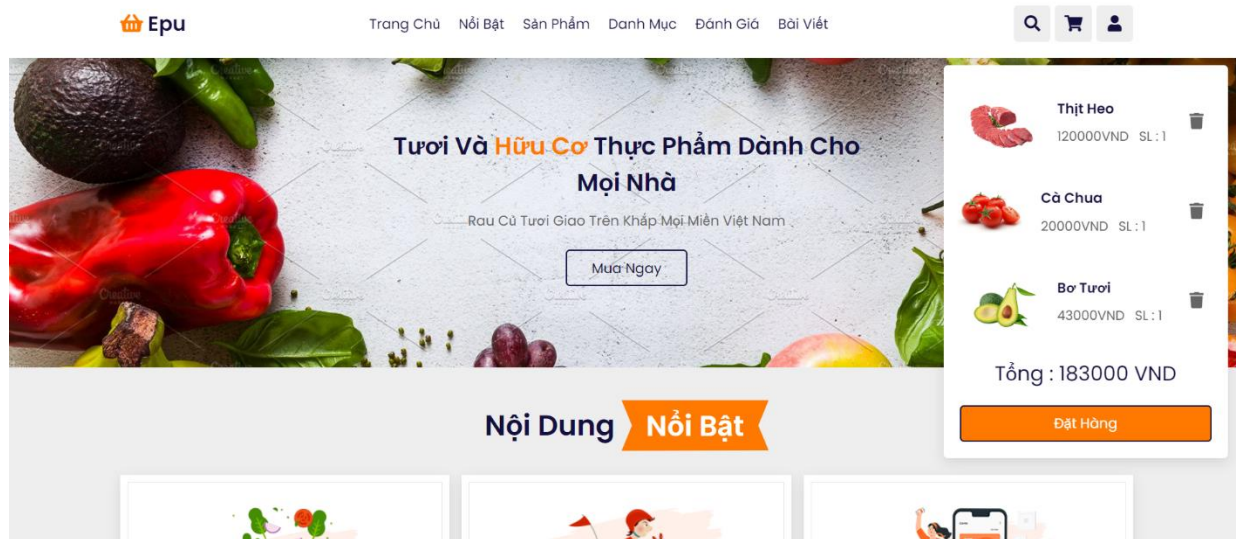 Epu
Trang Chủ Nổi Bật Sản Phẩm Danh Mục Đánh Giá Bài Viết
Tươi Và Hữu Cơ Thực Phẩm Dành Cho
Mọi Nhà
Rau Củ Tươi Giao Trên Khắp Mọi Miền Việt Nam
Mua Ngay
Thịt Heo
120000VND SL : 1
Cà Chua
20000VND SL : 1
Bơ Tươi
43000VND SL : 1
Tổng : 183000 VND
Đặt Hàng
Nội Dung Nổi Bật